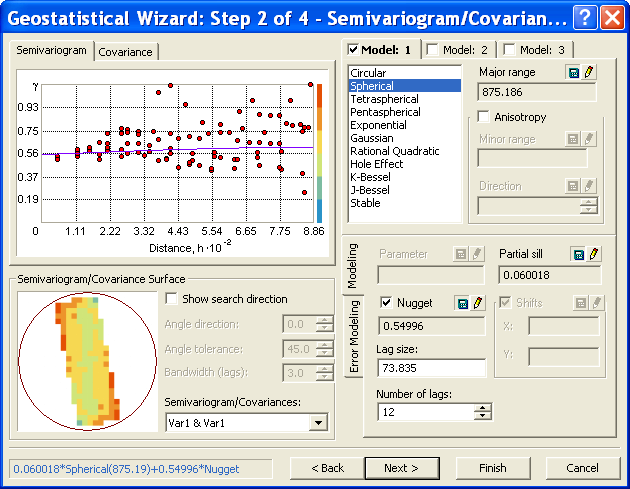 Geostatistical Wizard: Step 2 of 4 - Semivariogram/Covarian...
Semivariogram Covariance
γ
0.93
0.75
0.56
0.37
0.19
0 1.11 2.22 3.32 4.43 5.54 6.65 7.75 8.86
Distance, h ·10⁻²
Semivariogram/Covariance Surface
Show search direction
Angle direction: 0.0
Angle tolerance: 45.0
Bandwidth (lags): 3.0
Semivariogram/Covariances:
Var1 & Var1
Model: 1 Model: 2 Model: 3
Circular
Spherical
Tetraspherical
Pentaspherical
Exponential
Gaussian
Rational Quadratic
Hole Effect
K-Bessel
J-Bessel
Stable
Major range
875.186
Anisotropy
Minor range
Direction
Modeling
Error Modeling
Parameter
Partial sill
0.060018
Nugget
0.54996
Shifts
X:
Y:
Lag size:
73.835
Number of lags:
12
0.060018*Spherical(875.19)+0.54996*Nugget
< Back Next > Finish Cancel